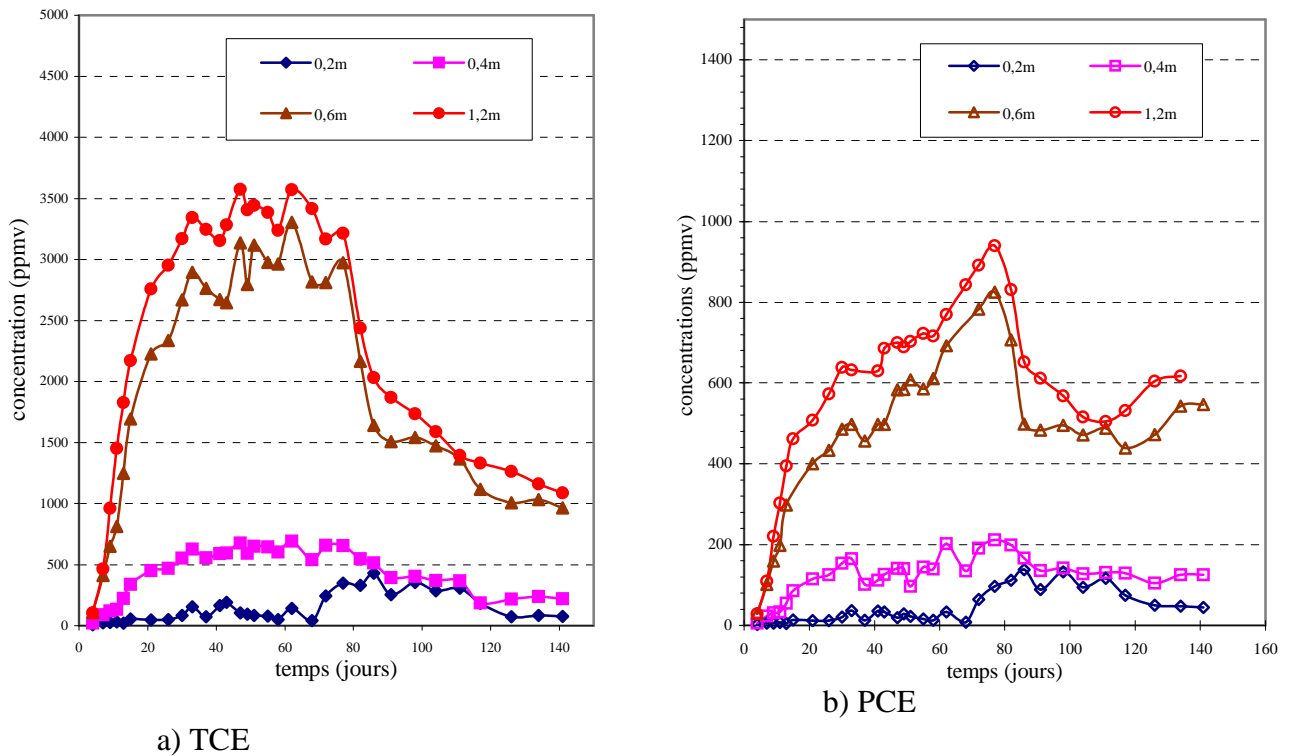 5000
4500
4000
3500
3000
2500
2000
1500
1000
500
0
concentration (ppmv)
0,2m 0,4m
0,6m 1,2m
0 20 40 60 80 100 120 140
temps (jours)
a) TCE
1400
1200
1000
800
600
400
200
0
concentrations (ppmv)
0,2m 0,4m
0,6m 1,2m
0 20 40 60 80 100 120 140 160
temps (jours)
b) PCE